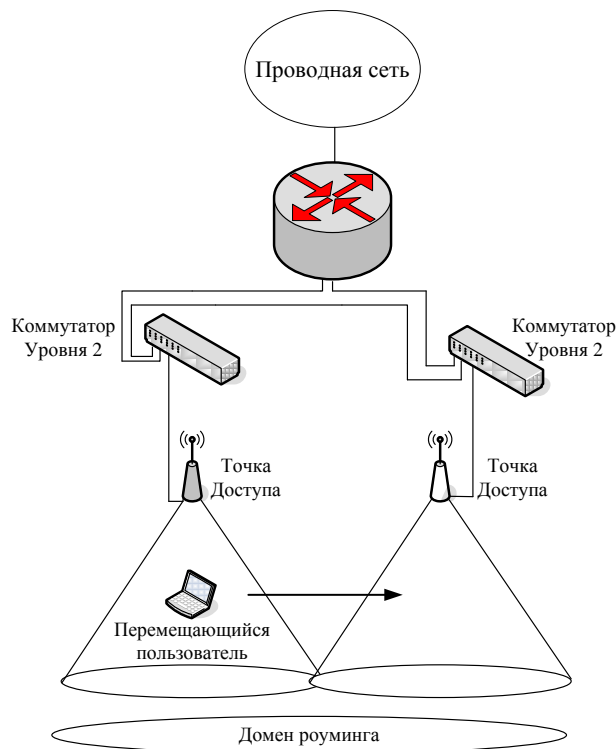 Проводная сеть
Коммутатор
Уровня 2
Коммутатор
Уровня 2
Точка
Доступа
Точка
Доступа
Перемещающийся
пользователь
Домен роуминга